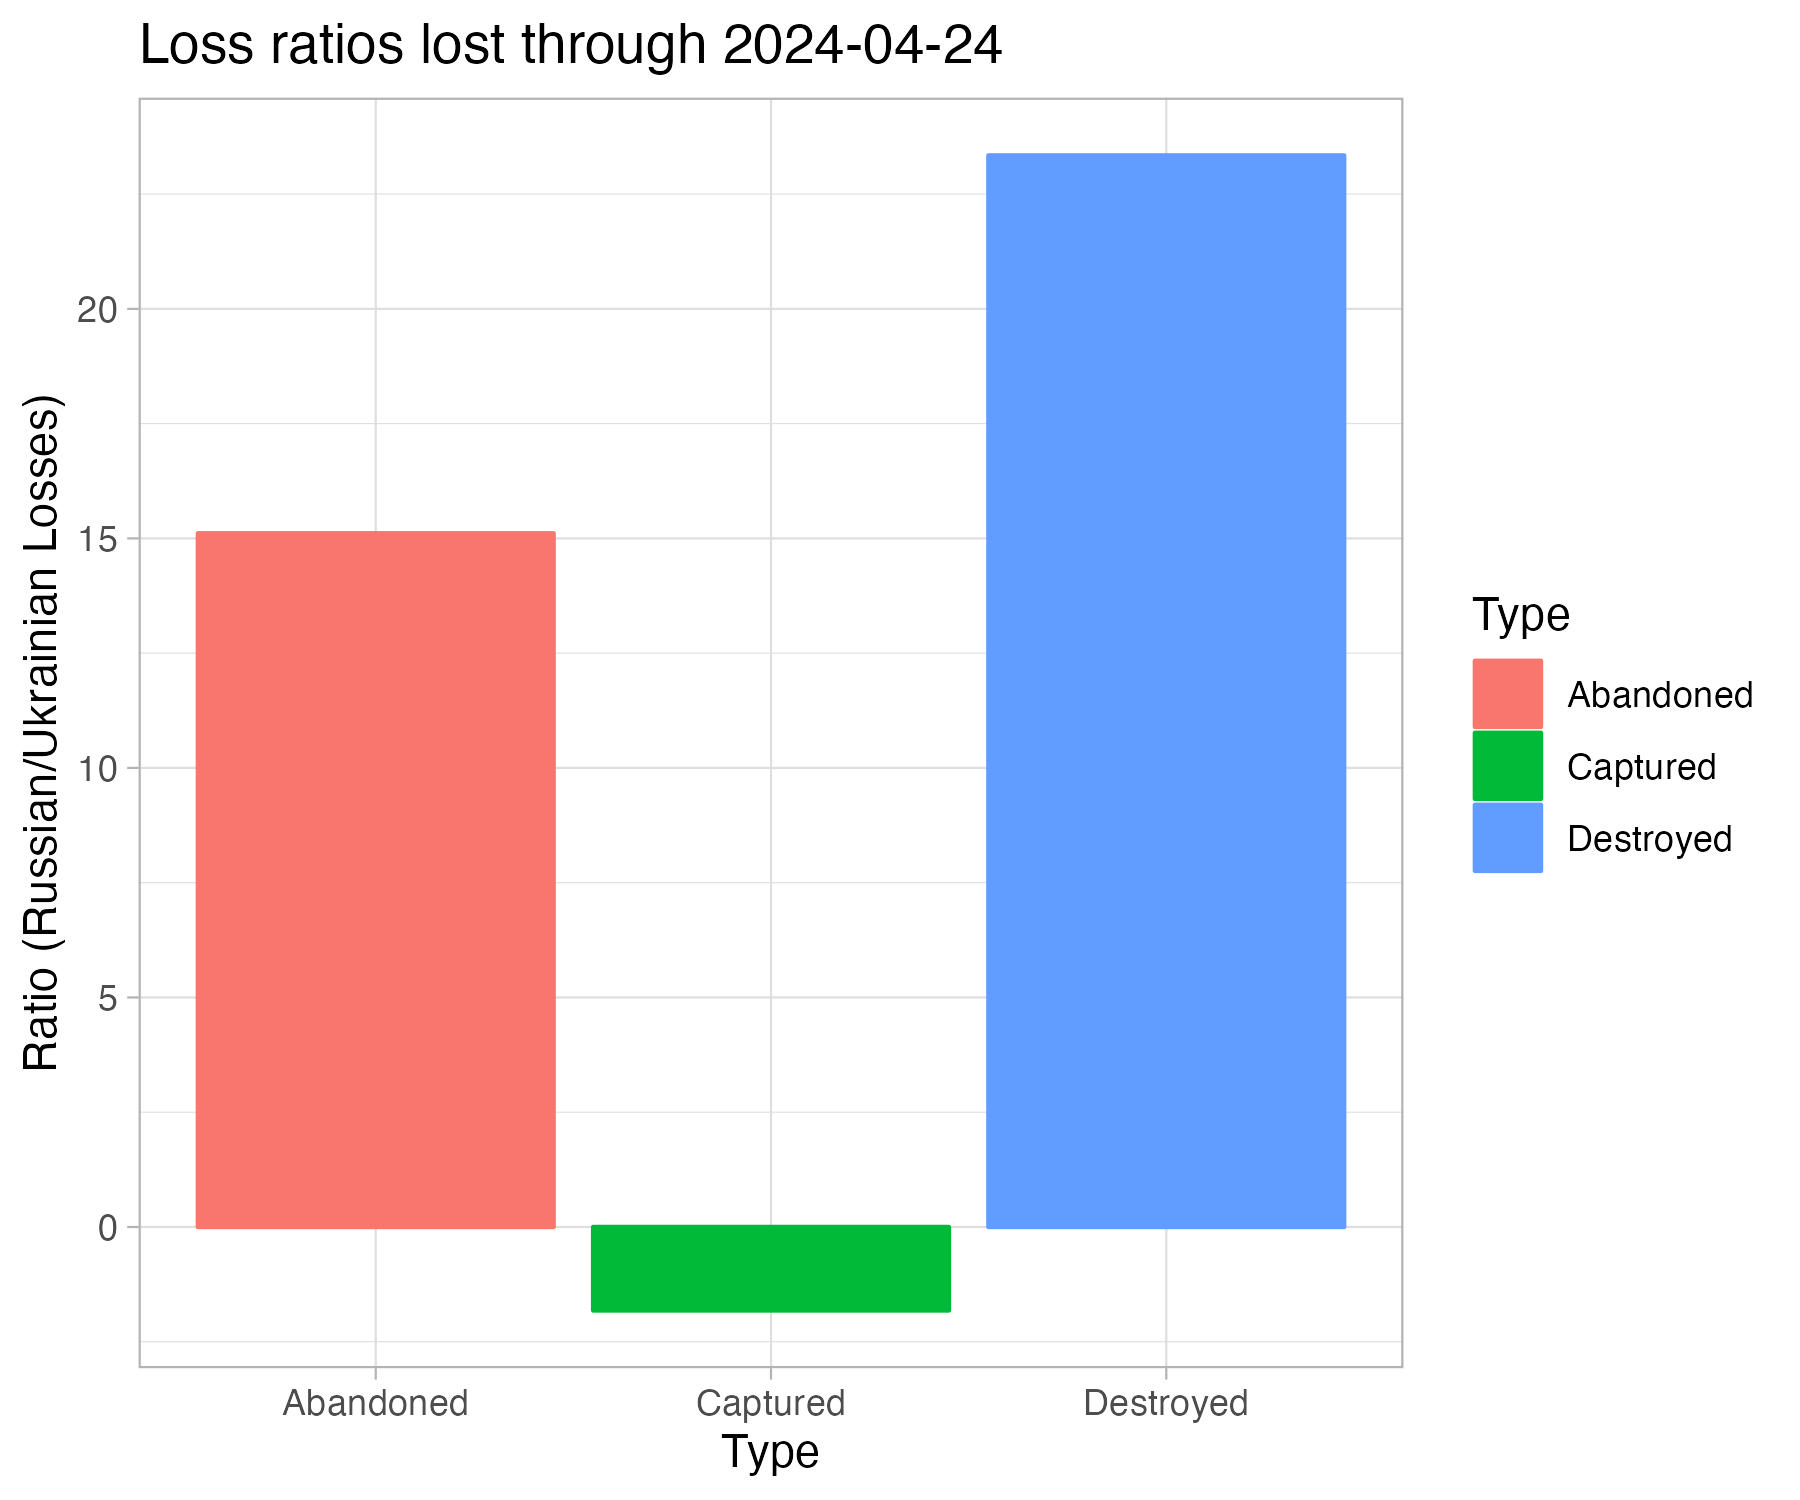 Loss ratios lost through 2024-04-24
Ratio (Russian/Ukrainian Losses)
20
15
10
5
0
Abandoned
Captured
Destroyed
Type
Type
Abandoned
Captured
Destroyed